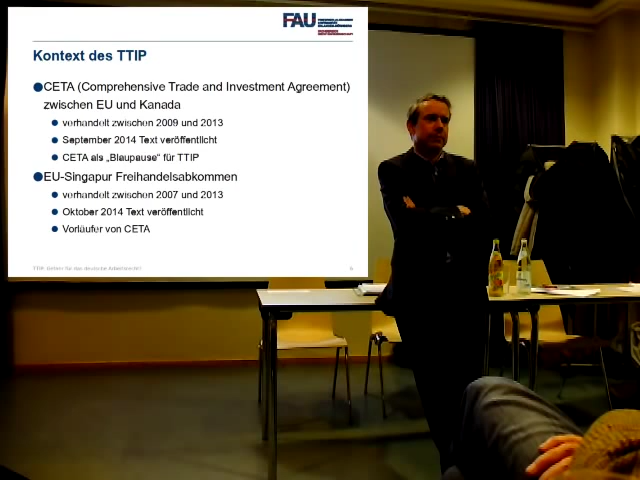 FAU
Kontext des TTIP
CETA (Comprehensive Trade and Investment Agreement)
zwischen EU und Kanada
verhandelt zwischen 2009 und 2013
September 2014 Text veröffentlicht
CETA als „Blaupause“ für TTIP
EU-Singapur Freihandelsabkommen
verhandelt zwischen 2007 und 2013
Oktober 2014 Text veröffentlicht
Vorläufer von CETA